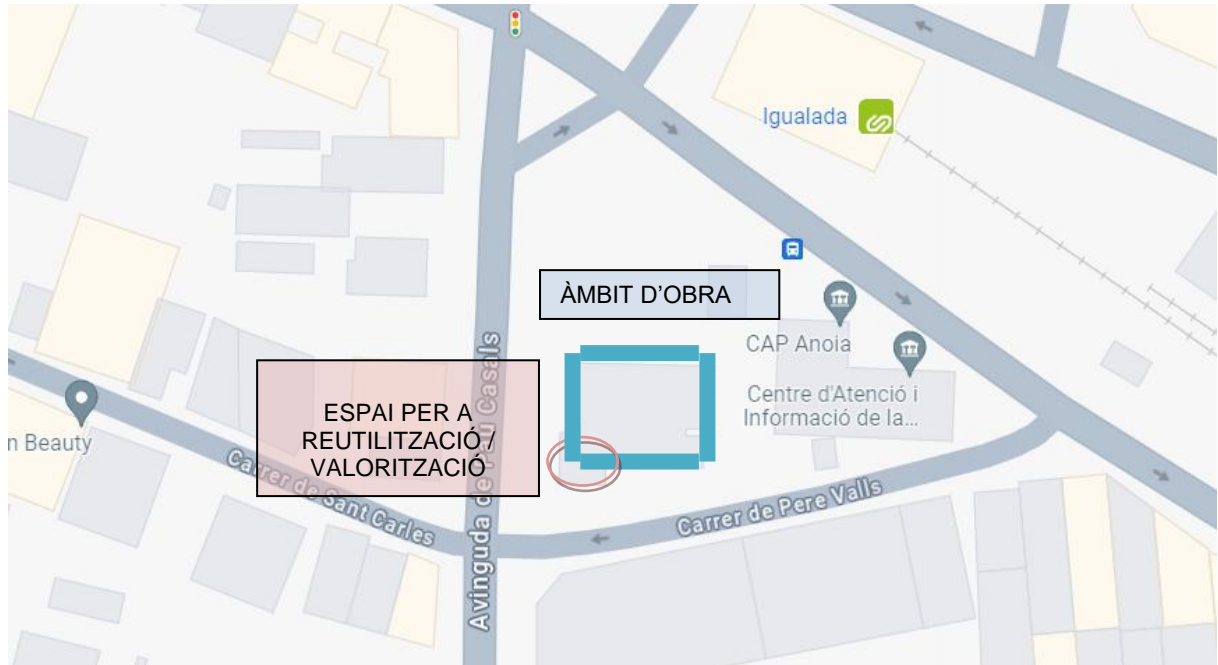 Igualada
ÀMBIT D'OBRA
CAP Anoia
Centre d'Atenció i
Informació de la...
ESPAI PER A
REUTILITZACIÓ /
VALORITZACIÓ
Avinguda de Pau Casals
n Beauty
Carrer de Sant Carles
Carrer de Pere Valls